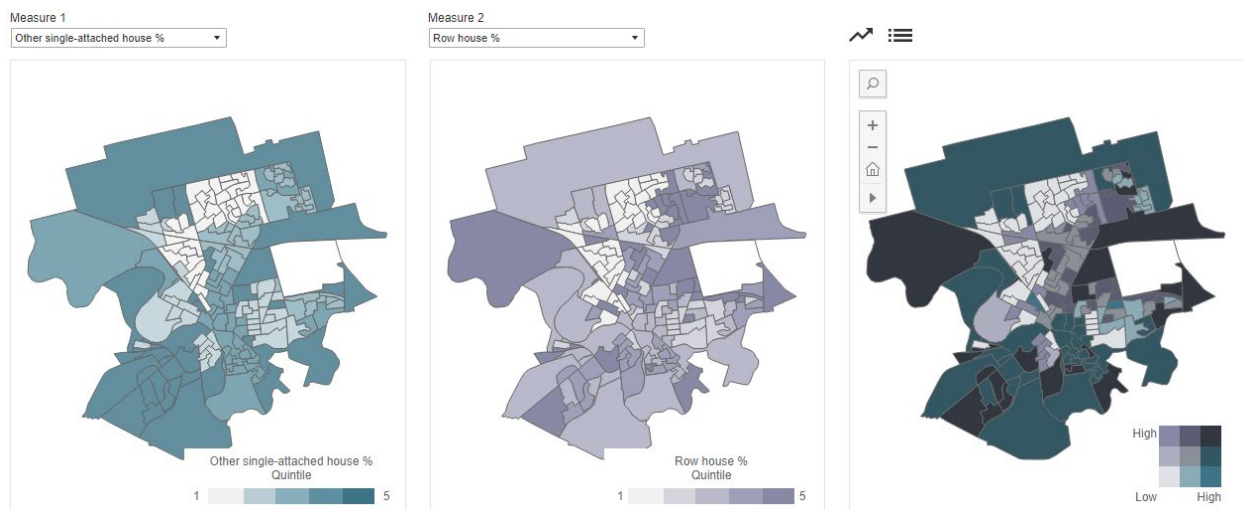 Measure 1
Other single-attached house %
Measure 2
Row house %
Other single-attached house %
Quintile
1
5
Row house %
Quintile
1
5
High
Low
High